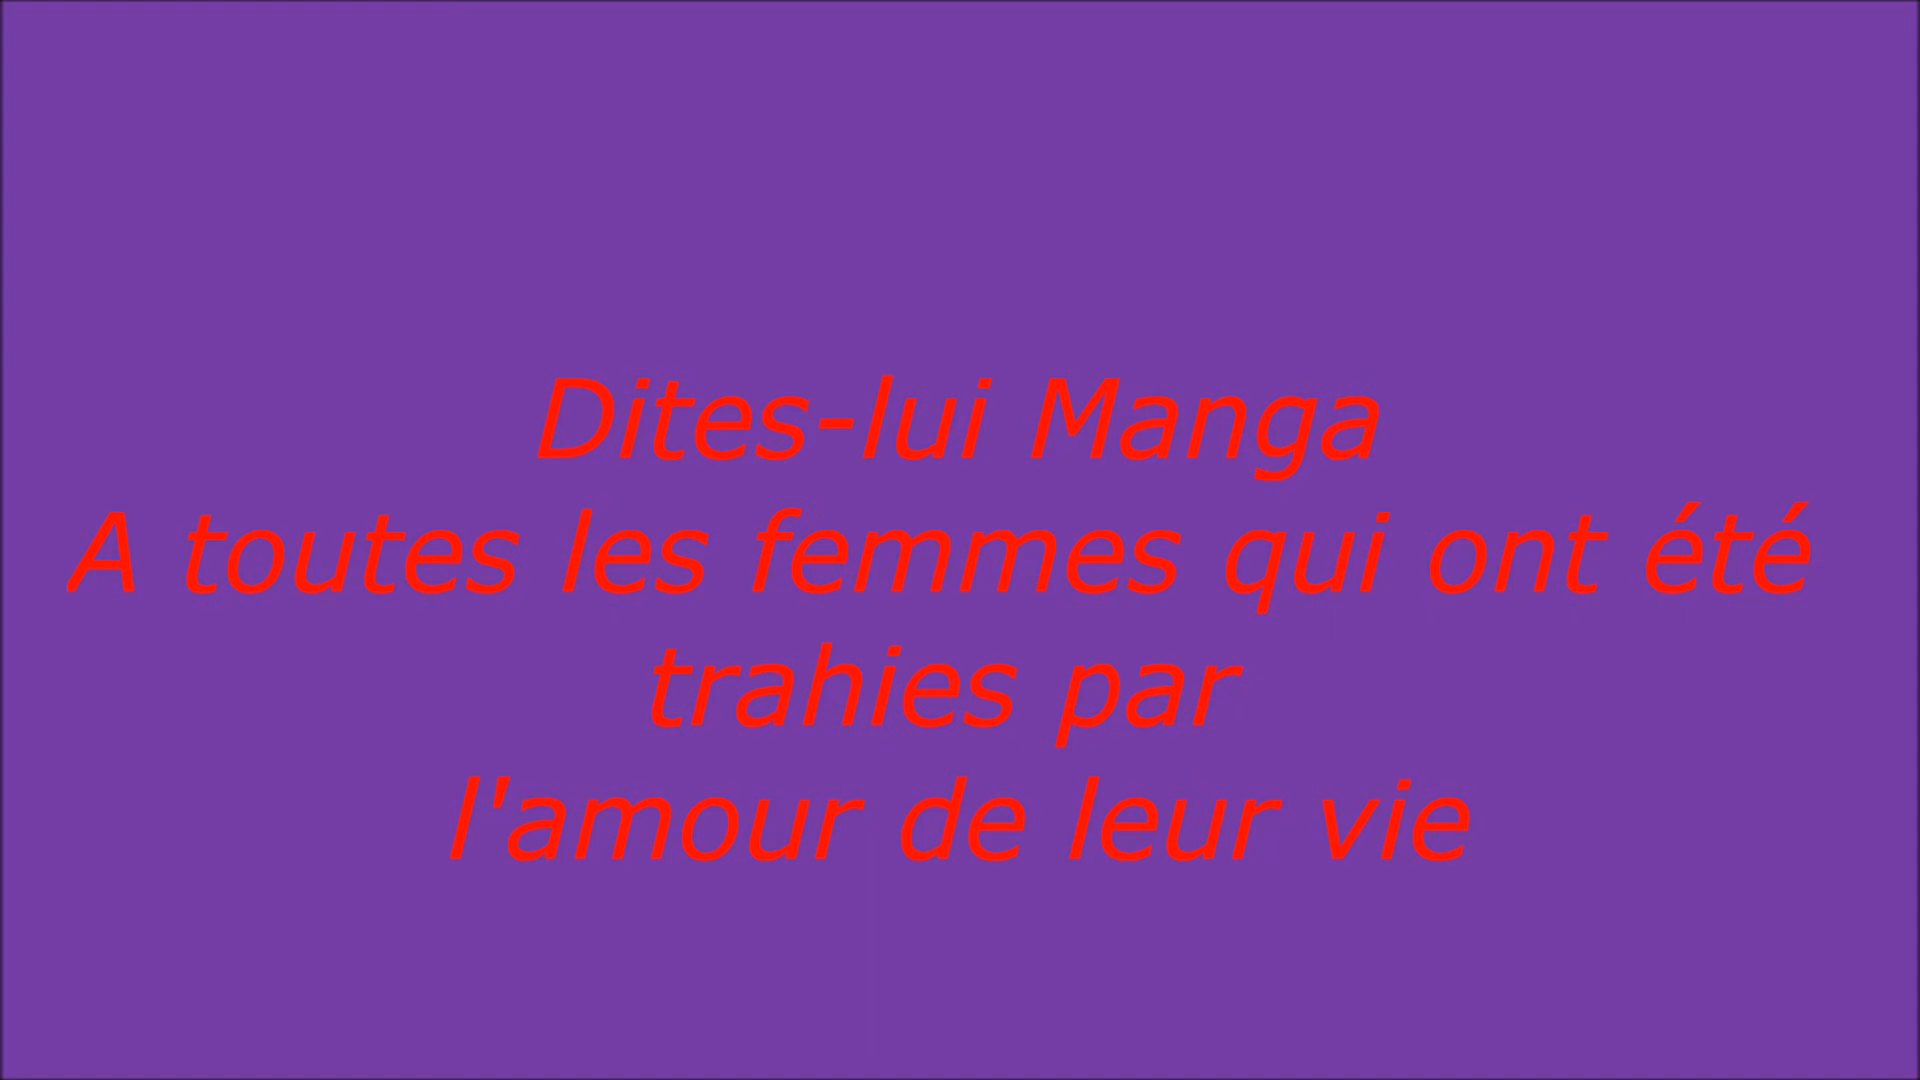 Dites-lui Manga
A toutes les femmes qui ont été
trahies par
l'amour de leur vie